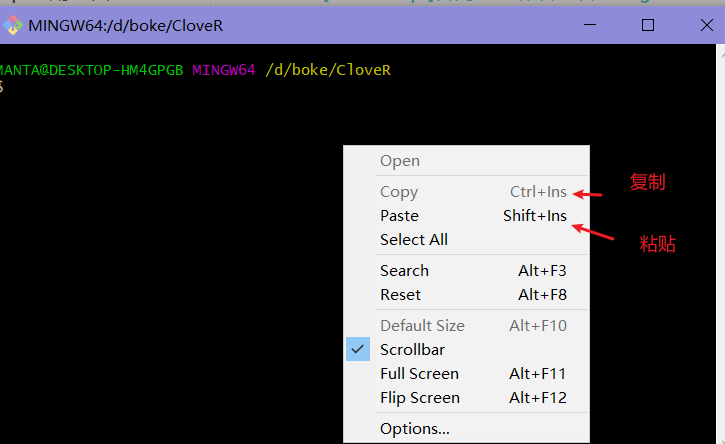 MINGW64:/d/boke/CloveR
MANTA@DESKTOP-HM4GPGB MINGW64 /d/boke/CloveR
$
Open
Copy Ctrl+Ins
复制
Paste Shift+Ins
粘贴
Select All
Search Alt+F3
Reset Alt+F8
Default Size Alt+F10
Scrollbar
Full Screen Alt+F11
Flip Screen Alt+F12
Options...